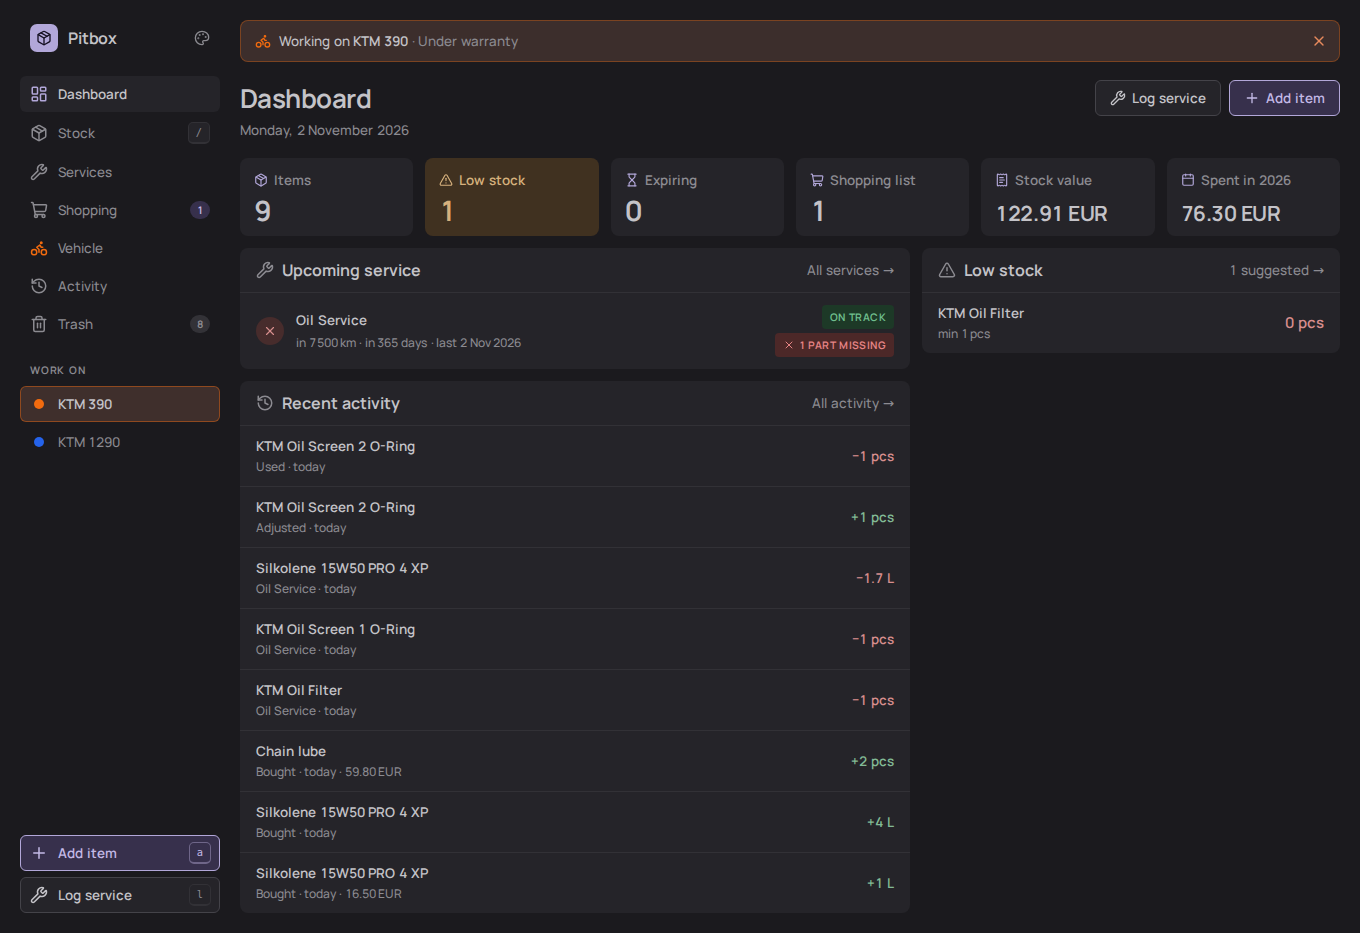 Pitbox
Dashboard
Stock /
Services
Shopping 1
Vehicle
Activity
Trash 8
WORK ON
KTM 390
KTM 1290
Add item a
Log service l
Working on KTM 390 · Under warranty
Dashboard
Monday, 2 November 2026
Log service
Add item
Items
9
Low stock
1
Expiring
0
Shopping list
1
Stock value
122.91 EUR
Spent in 2026
76.30 EUR
Upcoming service
All services →
Oil Service
in 7 500 km · in 365 days · last 2 Nov 2026
ON TRACK
1 PART MISSING
Low stock
1 suggested →
KTM Oil Filter
min 1 pcs
0 pcs
Recent activity
All activity →
KTM Oil Screen 2 O-Ring
Used · today
−1 pcs
KTM Oil Screen 2 O-Ring
Adjusted · today
+1 pcs
Silkolene 15W50 PRO 4 XP
Oil Service · today
−1.7 L
KTM Oil Screen 1 O-Ring
Oil Service · today
−1 pcs
KTM Oil Filter
Oil Service · today
−1 pcs
Chain lube
Bought · today · 59.80 EUR
+2 pcs
Silkolene 15W50 PRO 4 XP
Bought · today
+4 L
Silkolene 15W50 PRO 4 XP
Bought · today · 16.50 EUR
+1 L